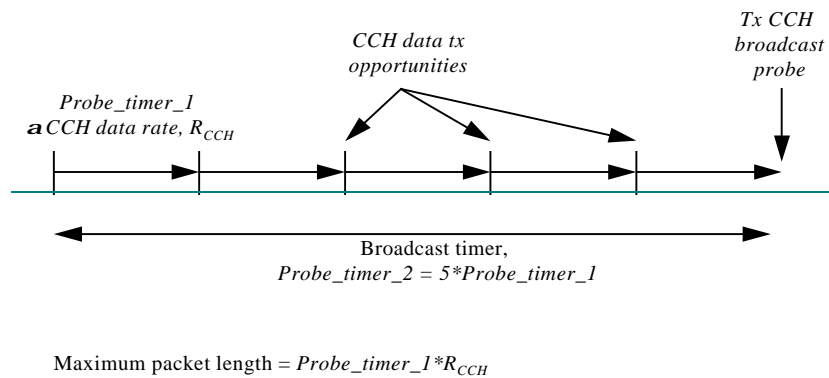 Tx CCH
broadcast
probe
CCH data tx
opportunities
Probe_timer_1
a CCH data rate, R_CCH
Broadcast timer,
Probe_timer_2 = 5*Probe_timer_1
Maximum packet length = Probe_timer_1*R_CCH